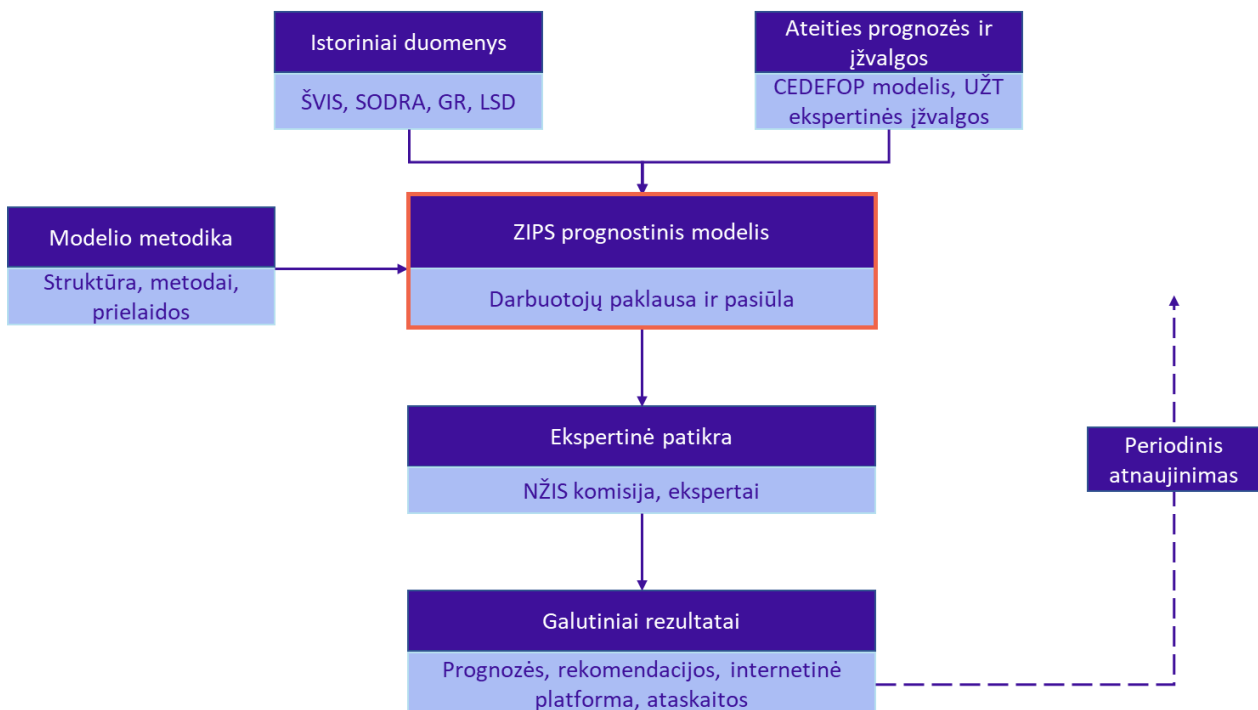 Istoriniai duomenys
ŠVIS, SODRA, GR, LSD
Ateities prognozės ir
įžvalgos
CEDEFOP modelis, UŽT
ekspertinės įžvalgos
Modelio metodika
Struktūra, metodai,
prielaidos
ZIPS prognostinis modelis
Darbuotojų paklausa ir pasiūla
Ekspertinė patikra
NŽIS komisija, ekspertai
Periodinis
atnaujinimas
Galutiniai rezultatai
Prognozės, rekomendacijos, internetinė
platforma, ataskaitos